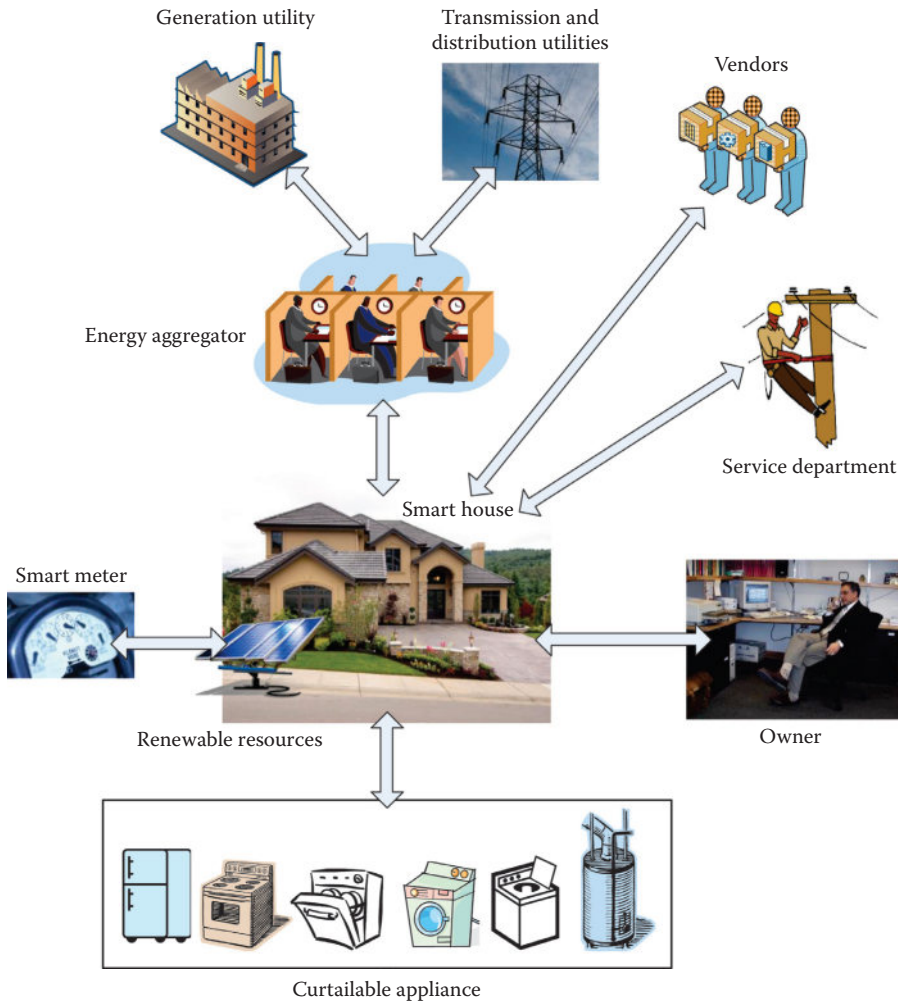 Generation utility
Transmission and
distribution utilities
Vendors
Energy aggregator
Service department
Smart house
Smart meter
Renewable resources
Owner
Curtailable appliance